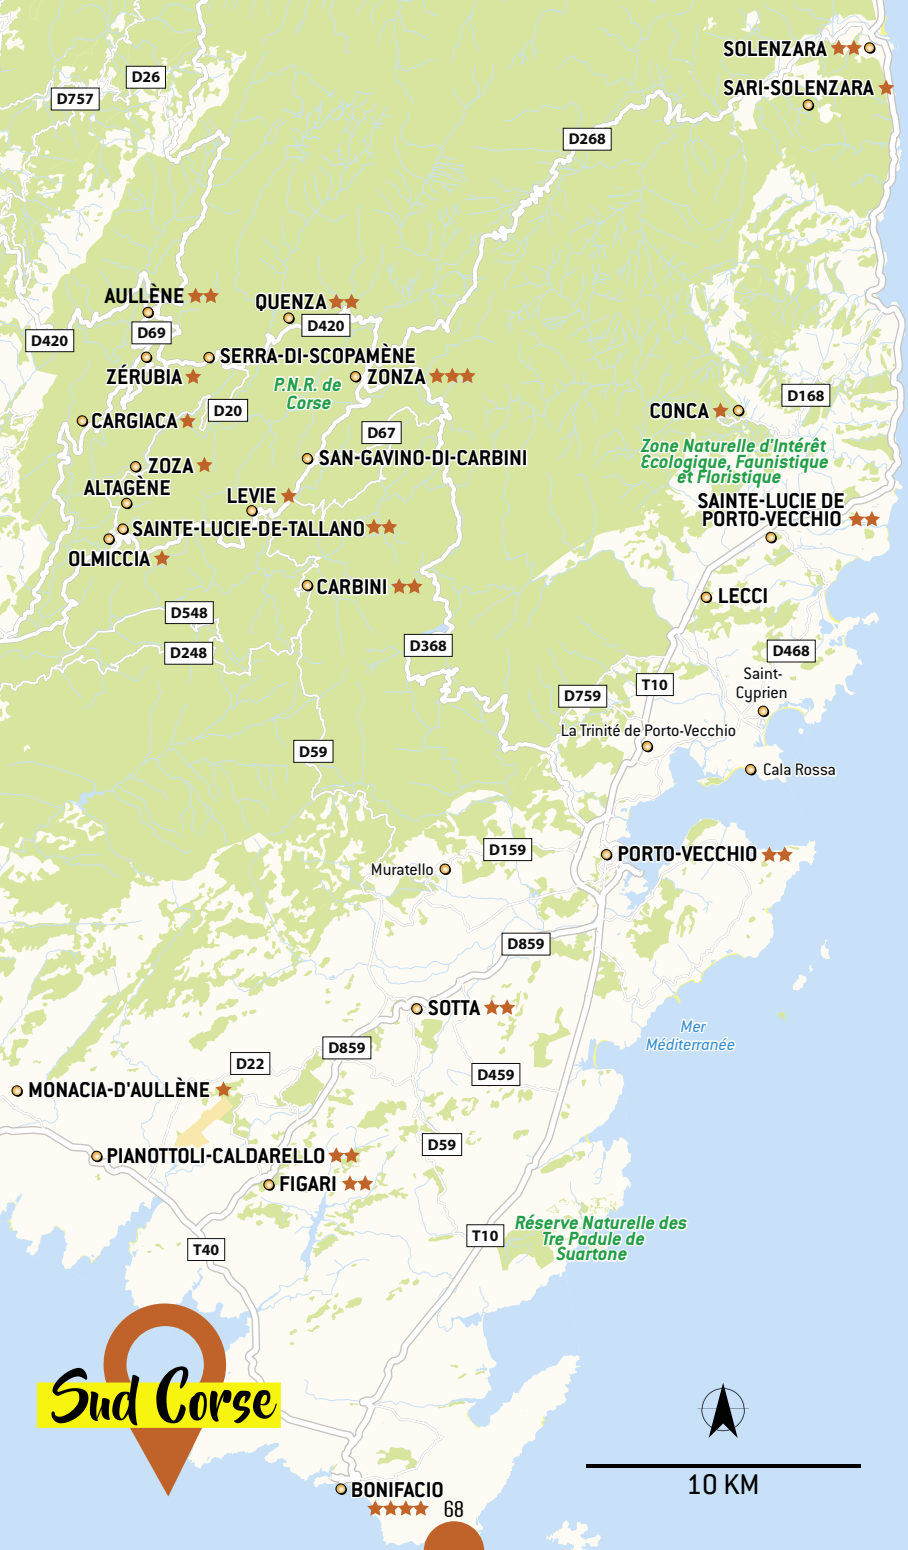 SOLENZARA
SARI-SOLENZARA
D26
D757
D268
AULLÈNE
QUENZA
D420
D69
D420
SERRA-DI-SCOPAMÈNE
ZÉRUBIA
P.N.R. de
Corse
ZONZA
D168
CARGIACA
D20
CONCA
D67
Zone Naturelle d'Intérêt
Ecologique, Faunistique
et Floristique
ZOZA
SAN-GAVINO-DI-CARBINI
ALTAGÈNE
LEVIE
SAINTE-LUCIE DE
PORTO-VECCHIO
SAINTE-LUCIE-DE-TALLANO
OLMICCIA
CARBINI
LECCI
D548
D248
D368
D468
Saint-
Cyprien
T10
D759
La Trinité de Porto-Vecchio
D59
Cala Rossa
D159
PORTO-VECCHIO
Muratello
D859
SOTTA
Mer
Méditerranée
D859
D22
D459
MONACIA-D'AULLÈNE
D59
PIANOTTOLI-CALDARELLO
FIGARI
Réserve Naturelle des
Tre Padule de
Suartone
T10
T40
Sud Corse
10 KM
BONIFACIO
68